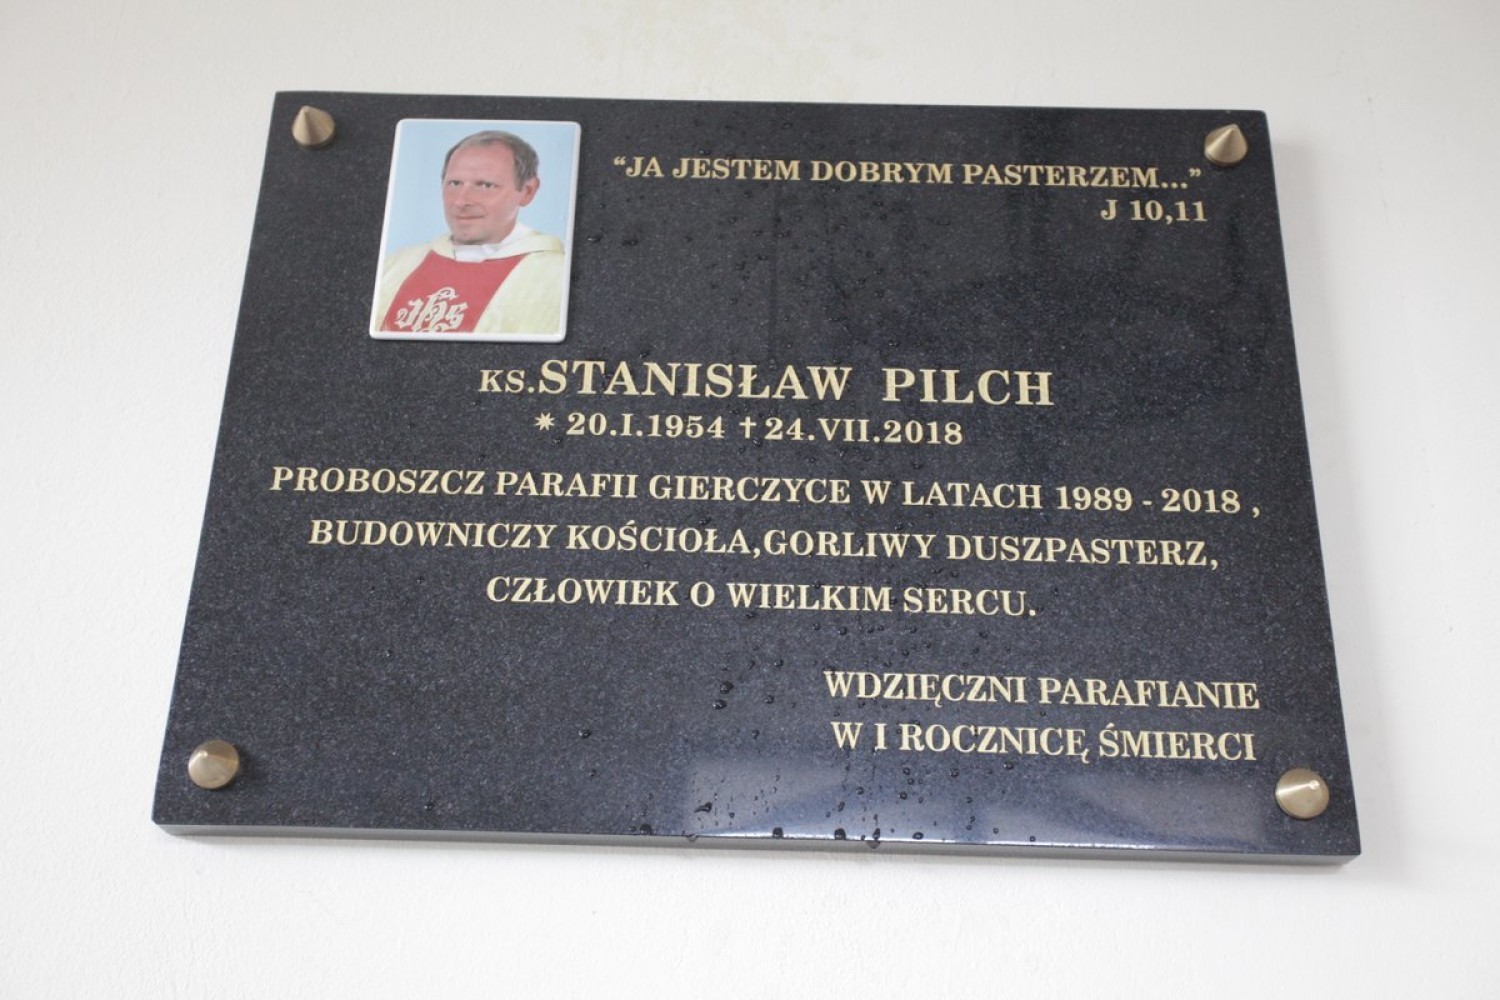 “JA JESTEM DOBRYM PASTERZEM...”
J 10,11
JHS
KS.STANISŁAW PILCH
✷ 20.I.1954 ✝ 24.VII.2018
PROBOSZCZ PARAFII GIERCZYCE W LATACH 1989 - 2018 ,
BUDOWNICZY KOŚCIOŁA,GORLIWY DUSZPASTERZ,
CZŁOWIEK O WIELKIM SERCU.
WDZIĘCZNI PARAFIANIE
W I ROCZNICĘ ŚMIERCI